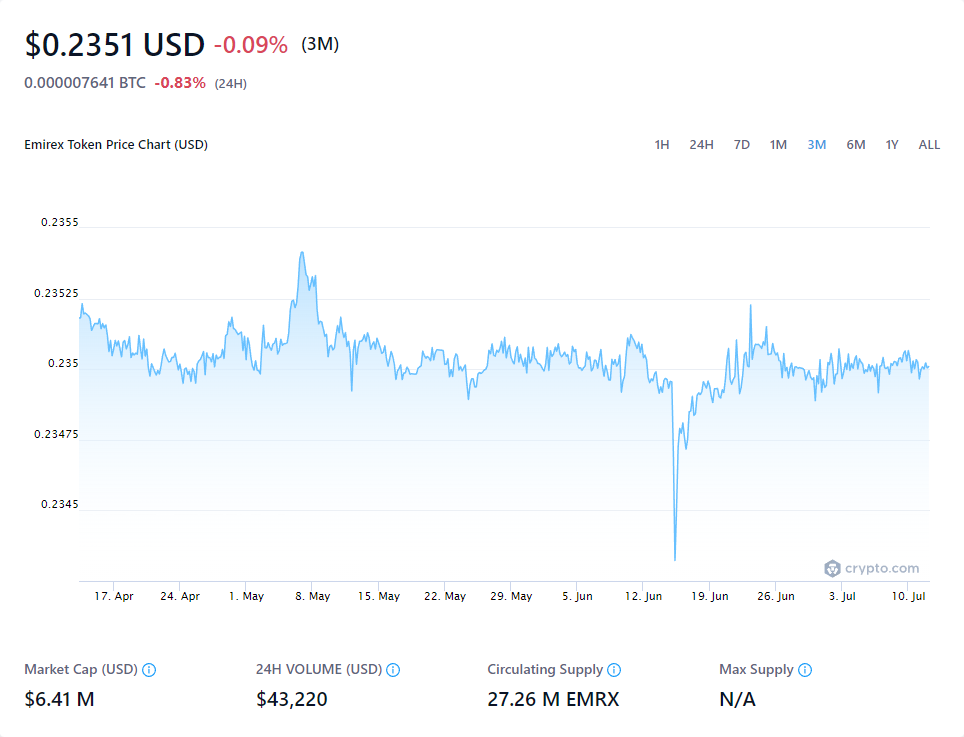 $0.2351 USD -0.09% (3M)
0.000007641 BTC -0.83% (24H)
Emirex Token Price Chart (USD) 1H 24H 7D 1M 3M 6M 1Y ALL
0.2355
0.23525
0.235
0.23475
0.2345
crypto.com
17. Apr 24. Apr 1. May 8. May 15. May 22. May 29. May 5. Jun 12. Jun 19. Jun 26. Jun 3. Jul 10. Jul
Market Cap (USD) 24H VOLUME (USD) Circulating Supply Max Supply
$6.41 M $43,220 27.26 M EMRX N/A